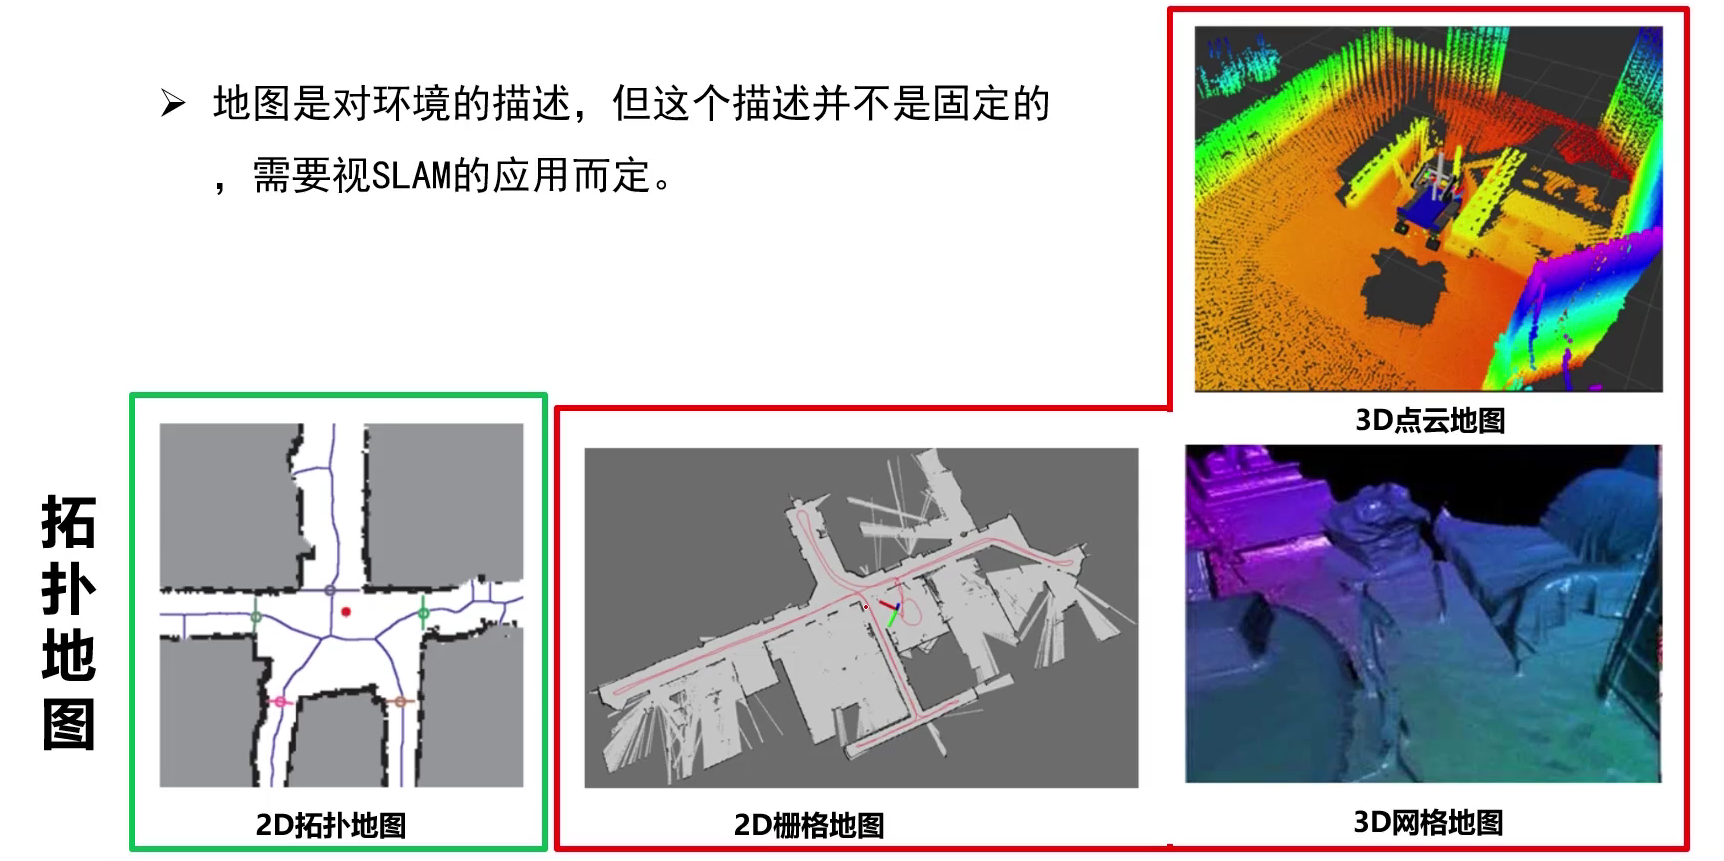 ➢ 地图是对环境的描述，但这个描述并不是固定的
，需要视SLAM的应用而定。
3D点云地图
拓扑地图
2D拓扑地图
2D栅格地图
3D网格地图